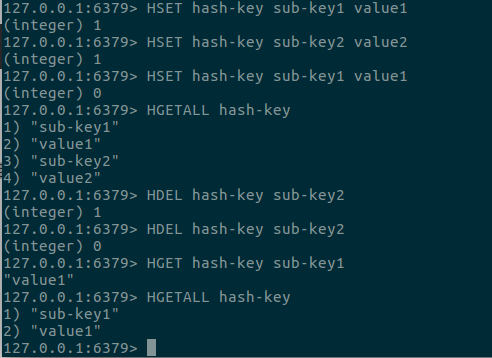 127.0.0.1:6379> HSET hash-key sub-key1 value1
(integer) 1
127.0.0.1:6379> HSET hash-key sub-key2 value2
(integer) 1
127.0.0.1:6379> HSET hash-key sub-key1 value1
(integer) 0
127.0.0.1:6379> HGETALL hash-key
1) "sub-key1"
2) "value1"
3) "sub-key2"
4) "value2"
127.0.0.1:6379> HDEL hash-key sub-key2
(integer) 1
127.0.0.1:6379> HDEL hash-key sub-key2
(integer) 0
127.0.0.1:6379> HGET hash-key sub-key1
"value1"
127.0.0.1:6379> HGETALL hash-key
1) "sub-key1"
2) "value1"
127.0.0.1:6379>